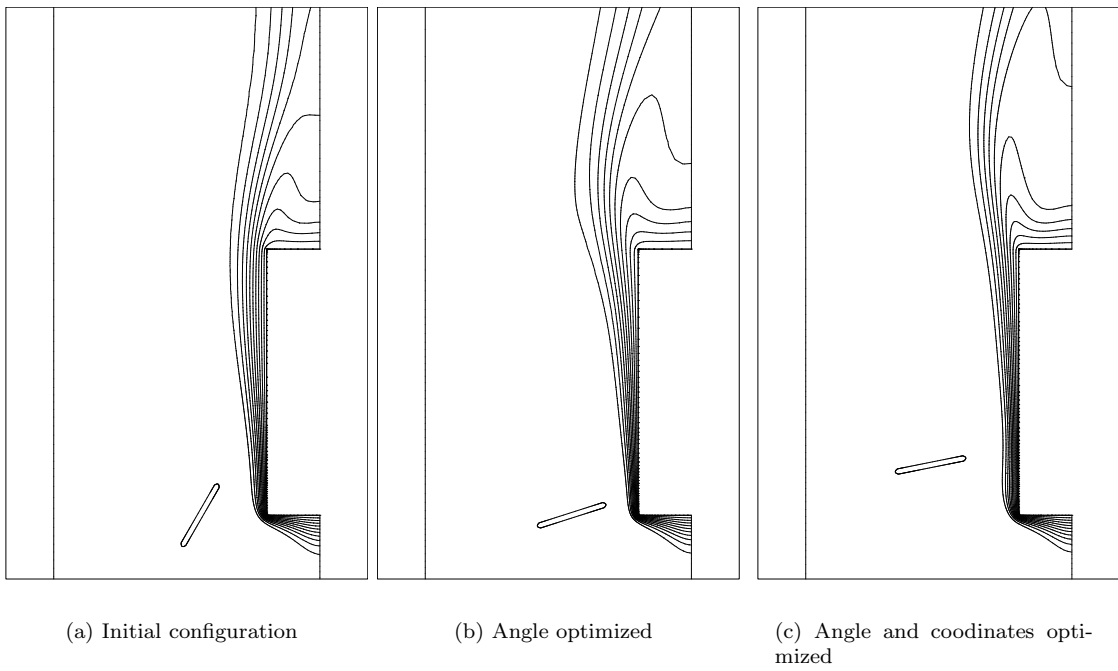 (a) Initial configuration
(b) Angle optimized
(c) Angle and coodinates opti-
mized